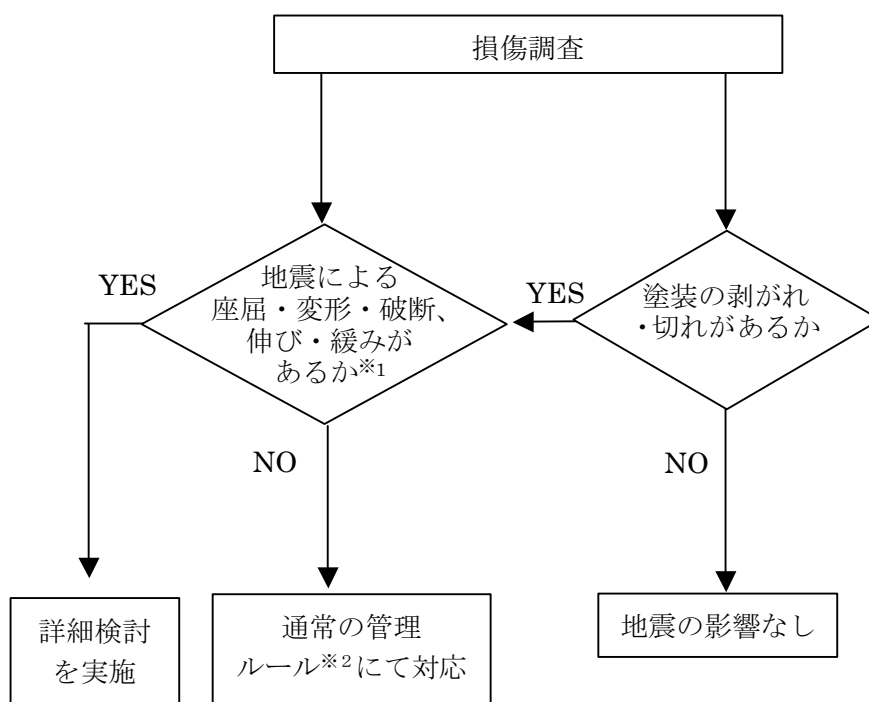 損傷調査
YES
地震による
座屈・変形・破断、
伸び・緩みが
あるか※1
YES
塗装の剥がれ
・切れがあるか
NO
NO
詳細検討
を実施
通常の管理
ルール※2にて対応
地震の影響なし